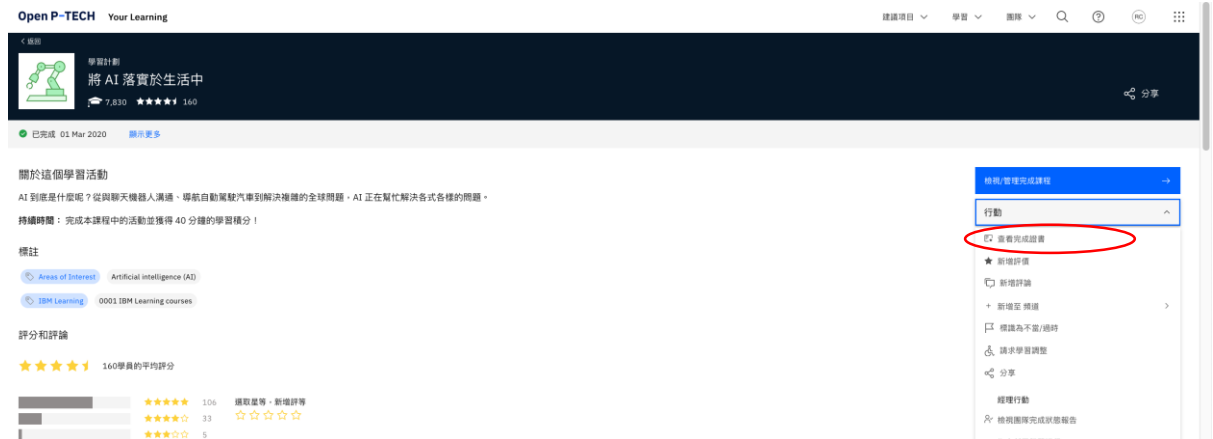 Open P-TECH Your Learning 建議項目 學習 團隊 RC
< 返回
學習計劃
將 AI 落實於生活中
7,830 ★★★★ 160
分享
已完成 01 Mar 2020 顯示更多
關於這個學習活動
AI 到底是什麼呢？從與聊天機器人溝通、導航自動駕駛汽車到解決複雜的全球問題，AI 正在幫忙解決各式各樣的問題。
持續時間： 完成本課程中的活動並獲得 40 分鐘的學習積分！
標註
Areas of Interest Artificial intelligence (AI)
IBM Learning 0001 IBM Learning courses
評分和評論
160學員的平均評分
106
33
5
選取星等，新增評等
檢視/管理完成課程 →
行動
查看完成證書
新增評價
新增評論
+ 新增至 頻道
標識為不當/過時
請求學習調整
分享
經理行動
檢視團隊完成狀態報告